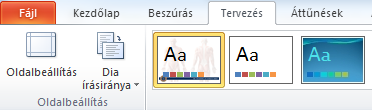 Fájl Kezdőlap Beszúrás Tervezés Áttűnések
Aa Aa Aa
Oldalbeállítás Dia
írásiránya
Oldalbeállítás